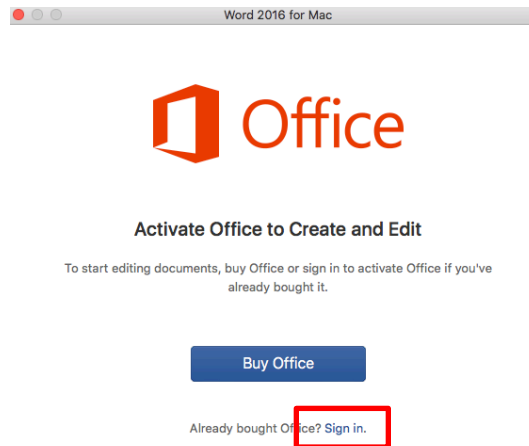 Word 2016 for Mac
Office
Activate Office to Create and Edit
To start editing documents, buy Office or sign in to activate Office if you've
already bought it.
Buy Office
Already bought Office? Sign in.